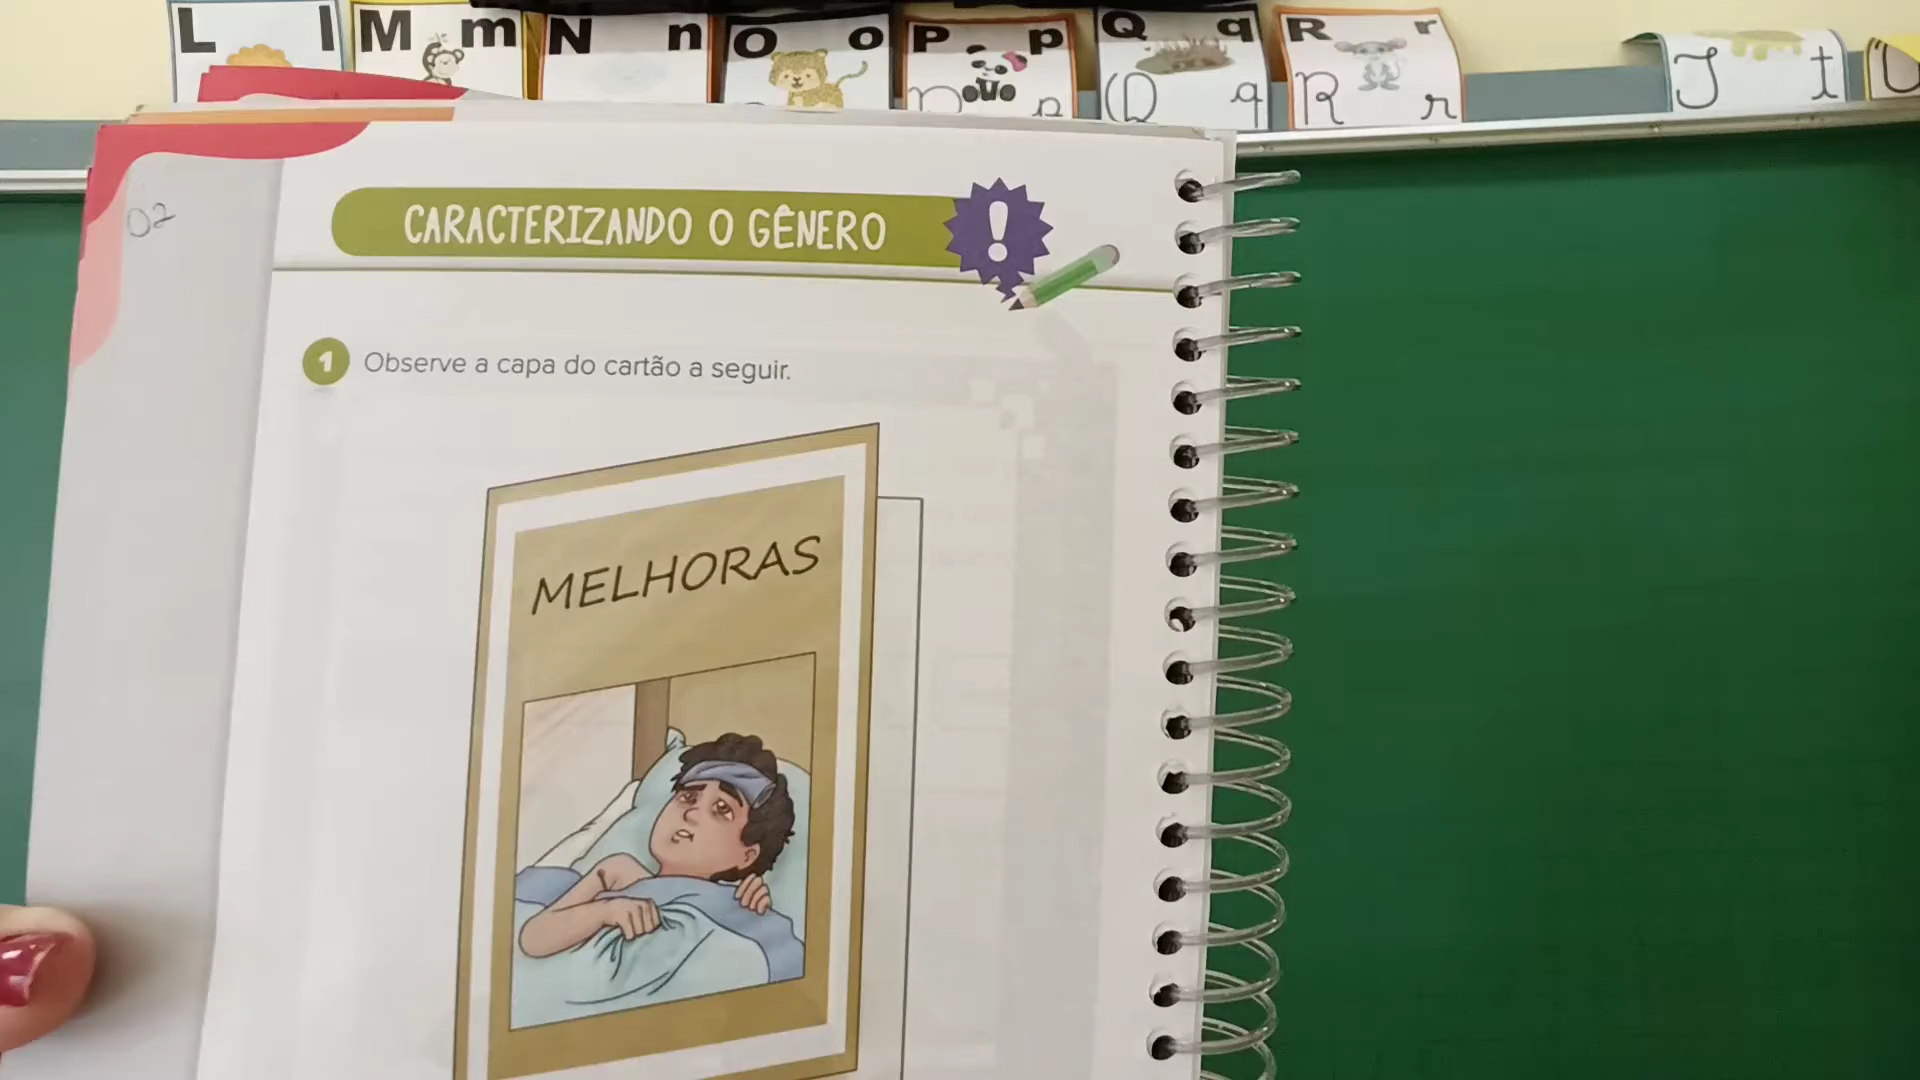 L l M m N n O o P p Q q R r
n p Q q R r T t U
02
CARACTERIZANDO O GÊNERO !
1 Observe a capa do cartão a seguir.
MELHORAS